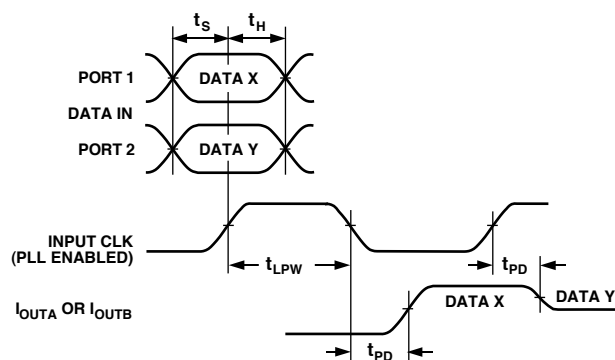 tS
tH
PORT 1
DATA X
DATA IN
PORT 2
DATA Y
INPUT CLK
(PLL ENABLED)
tLPW
tPD
IOUTA OR IOUTB
DATA X
DATA Y
tPD